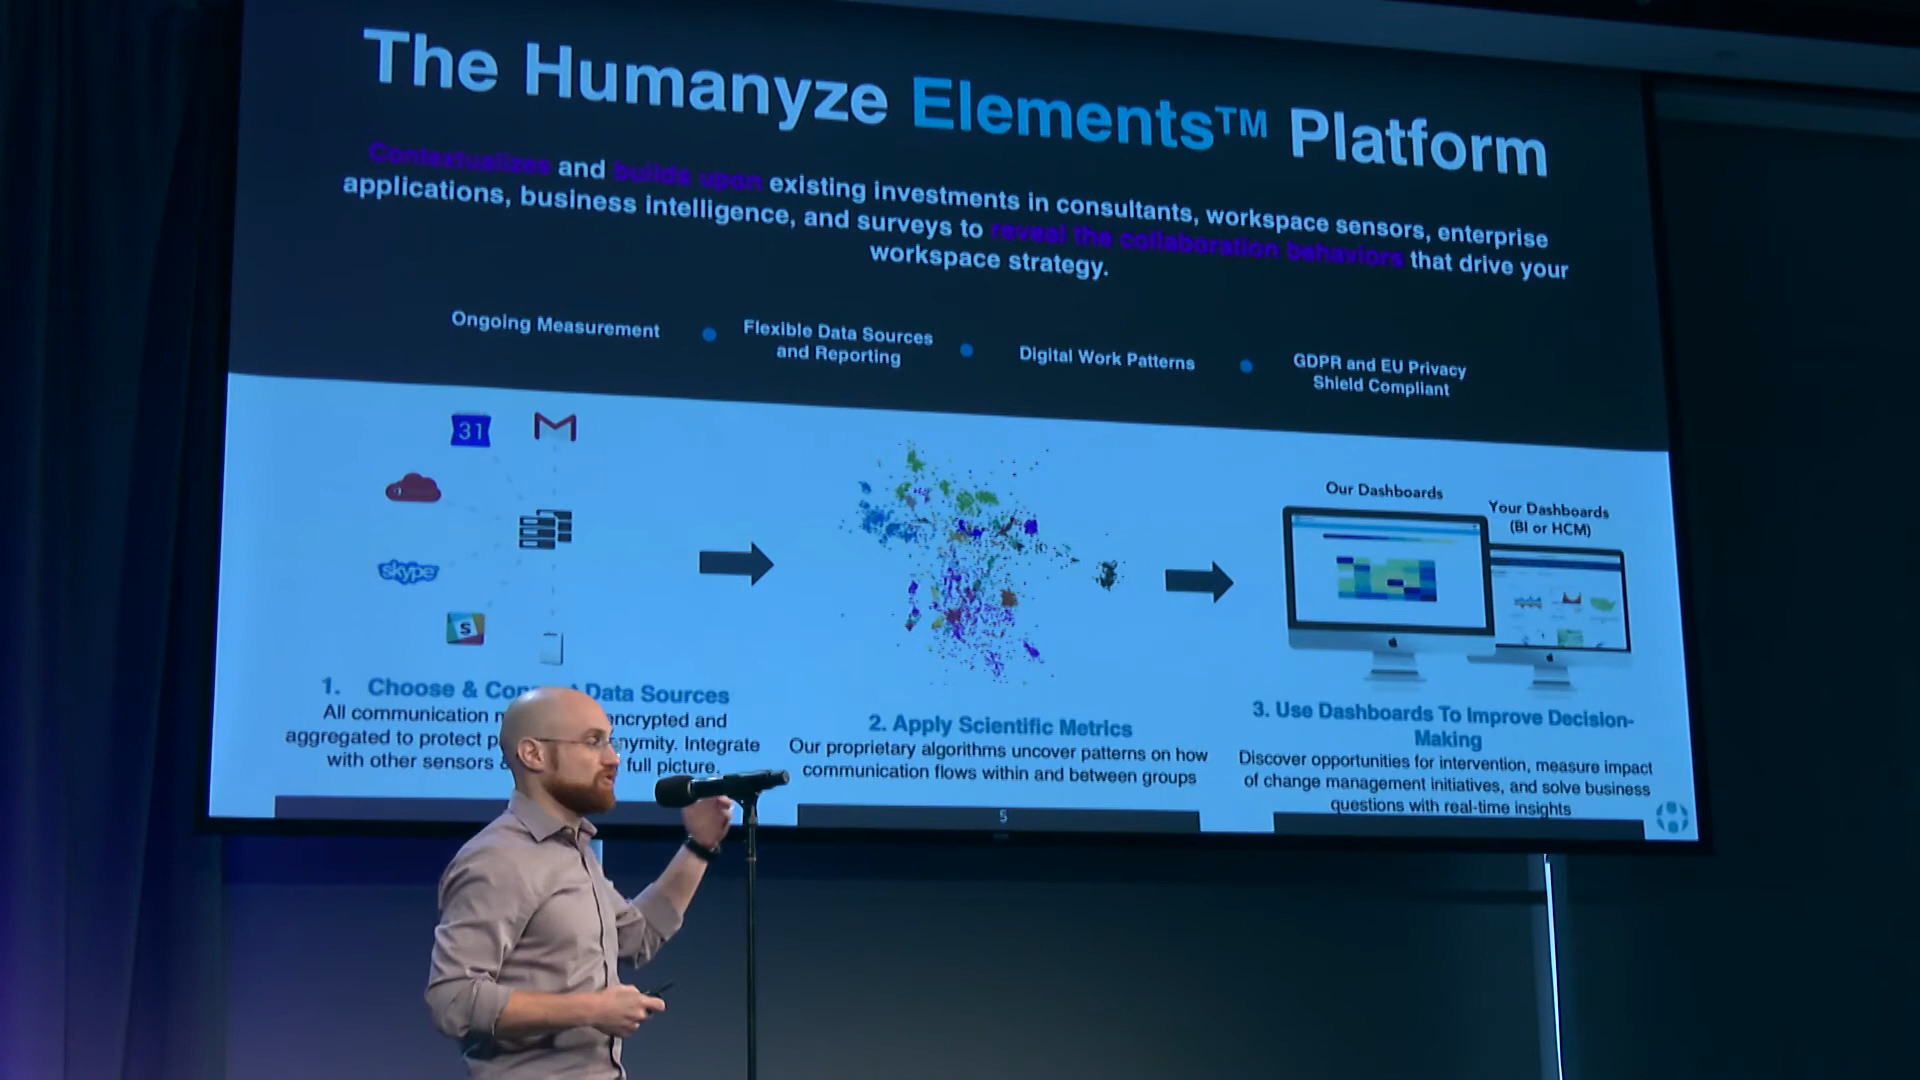 The Humanyze Elements™ Platform
Contextualizes and builds upon existing investments in consultants, workspace sensors, enterprise
applications, business intelligence, and surveys to reveal the collaboration behaviors that drive your
workspace strategy.
Ongoing Measurement
Flexible Data Sources
and Reporting
Digital Work Patterns
GDPR and EU Privacy
Shield Compliant
31
skype
S
1. Choose & Data Sources
All communication encrypted and
aggregated to protect Integrate
with other sensors full picture.
2. Apply Scientific Metrics
Our proprietary algorithms uncover patterns on how
communication flows within and between groups
Our Dashboards
Your Dashboards
(BI or HCM)
3. Use Dashboards To Improve Decision-
Making
Discover opportunities for intervention, measure impact
of change management initiatives, and solve business
questions with real-time insights
5